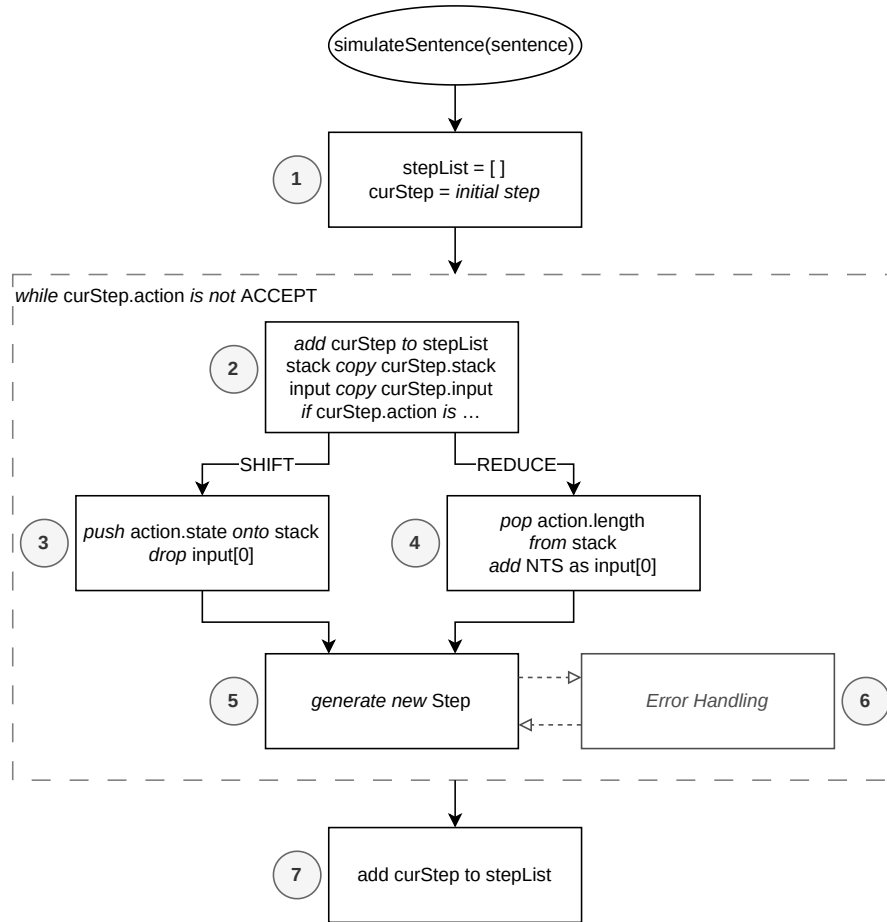 simulateSentence(sentence)
1
stepList = [ ]
curStep = initial step
while curStep.action is not ACCEPT
2
add curStep to stepList
stack copy curStep.stack
input copy curStep.input
if curStep.action is …
SHIFT
REDUCE
3
push action.state onto stack
drop input[0]
4
pop action.length
from stack
add NTS as input[0]
5
generate new Step
Error Handling
6
7
add curStep to stepList